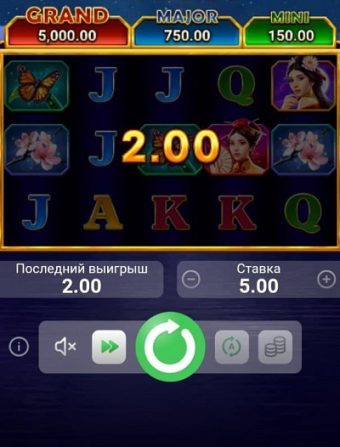 GRAND MAJOR MINI
5,000.00 750.00 150.00
J J Q
J 2.00
J A K K Q
Последний выигрыш Ставка
2.00 5.00
A